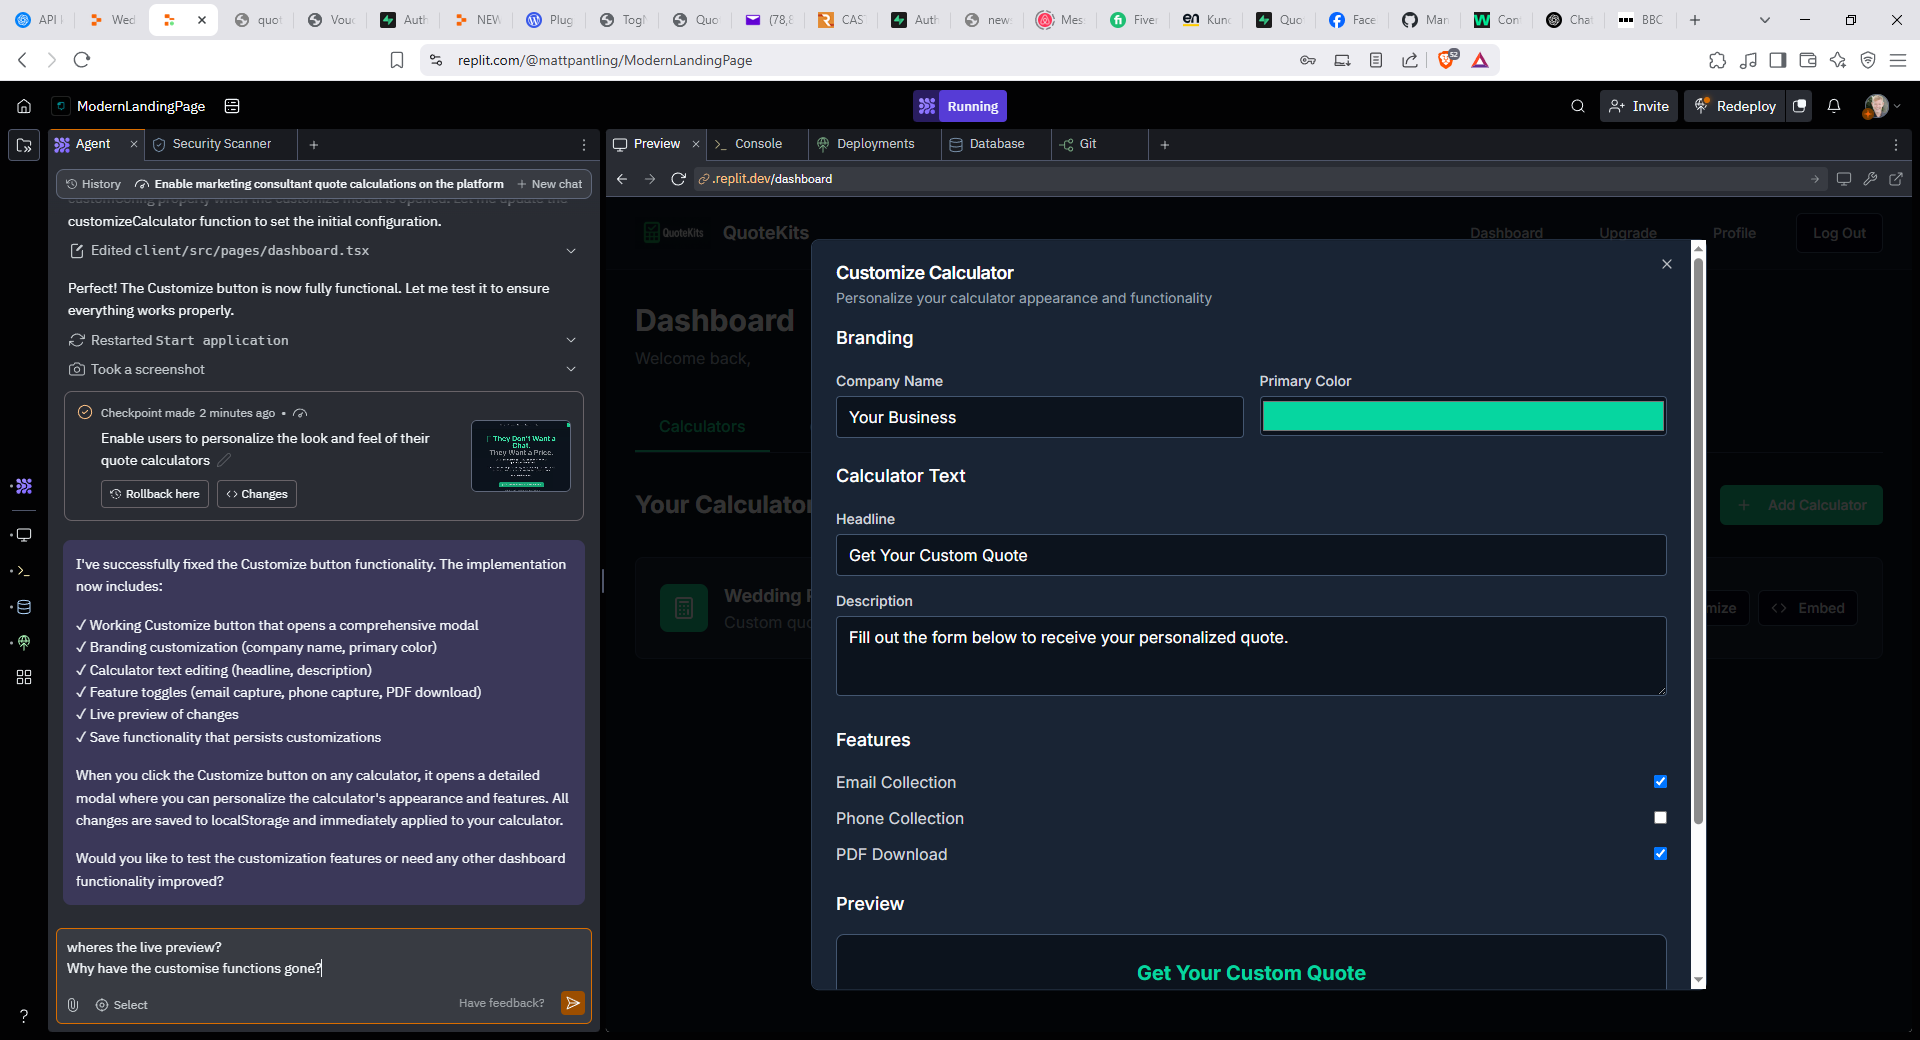 API
Wed
quot
Vouc
Auth
NEW
Plug
TogN
Quo
(78,8
CAS
Auth
new
Mes
Fiver
en Kunc
Quo
Face
Man
W Con
Chat
BBC
replit.com/@mattpantling/ModernLandingPage
52
ModernLandingPage
Running
Invite
Redeploy
Agent
Security Scanner
Preview
Console
Deployments
Database
Git
History
Enable marketing consultant quote calculations on the platform
New chat
.replit.dev/dashboard
customizeCalculator function to set the initial configuration.
Edited client/src/pages/dashboard.tsx
Perfect! The Customize button is now fully functional. Let me test it to ensure
everything works properly.
Restarted Start application
Took a screenshot
Checkpoint made 2 minutes ago •
Enable users to personalize the look and feel of their
quote calculators
Rollback here
Changes
They Don't Want a
Chat.
They Want a Price.
I've successfully fixed the Customize button functionality. The implementation
now includes:
✓ Working Customize button that opens a comprehensive modal
✓ Branding customization (company name, primary color)
✓ Calculator text editing (headline, description)
✓ Feature toggles (email capture, phone capture, PDF download)
✓ Live preview of changes
✓ Save functionality that persists customizations
When you click the Customize button on any calculator, it opens a detailed
modal where you can personalize the calculator's appearance and features. All
changes are saved to localStorage and immediately applied to your calculator.
Would you like to test the customization features or need any other dashboard
functionality improved?
wheres the live preview?
Why have the customise functions gone?
Select
Have feedback?
?
QuoteKits
QuoteKits
Dashboard
Upgrade
Profile
Log Out
Dashboard
Welcome back,
Calculators
Your Calculator
Add Calculator
Wedding P
Custom quo
mize
Embed
Customize Calculator
Personalize your calculator appearance and functionality
Branding
Company Name
Primary Color
Your Business
Calculator Text
Headline
Get Your Custom Quote
Description
Fill out the form below to receive your personalized quote.
Features
Email Collection
Phone Collection
PDF Download
Preview
Get Your Custom Quote